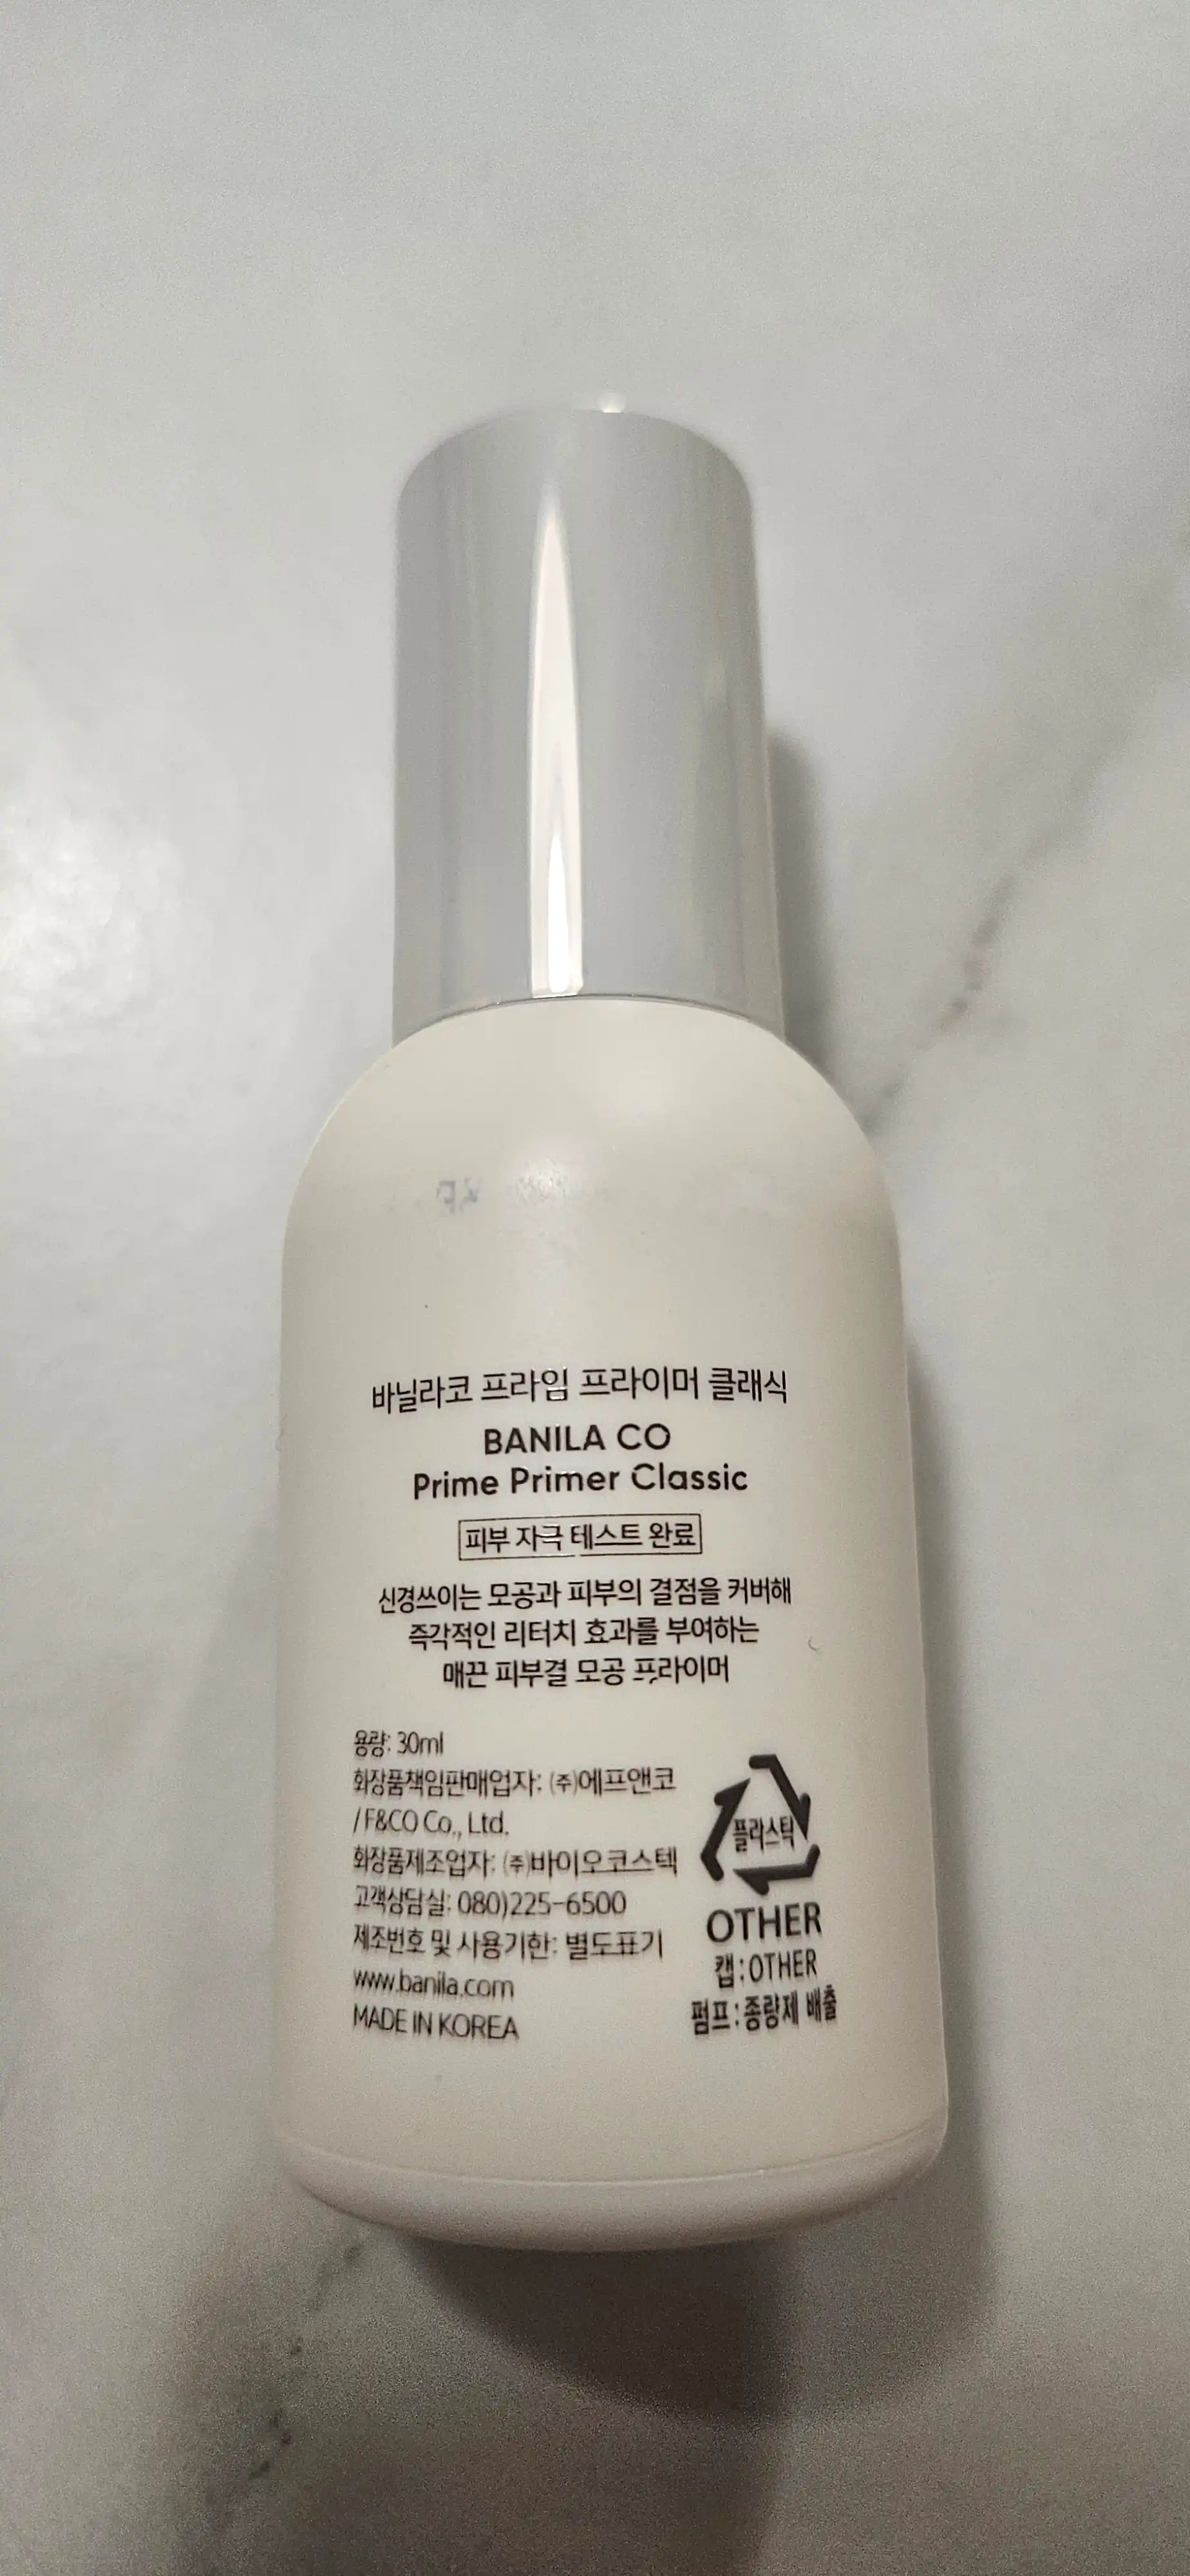 바닐라코 프라임 프라이머 클래식
BANILA CO
Prime Primer Classic
피부 자극 테스트 완료
신경쓰이는 모공과 피부의 결점을 커버해
즉각적인 리터치 효과를 부여하는
매끈 피부결 모공 프라이머
용량: 30ml
화장품책임판매업자: (주)에프앤코
/ F&CO Co., Ltd.
화장품제조업자: (주)바이오코스텍
고객상담실: 080)225-6500
제조번호 및 사용기한: 별도표기
www.banila.com
MADE IN KOREA
플라스틱
OTHER
캡:OTHER
펌프:종량제 배출